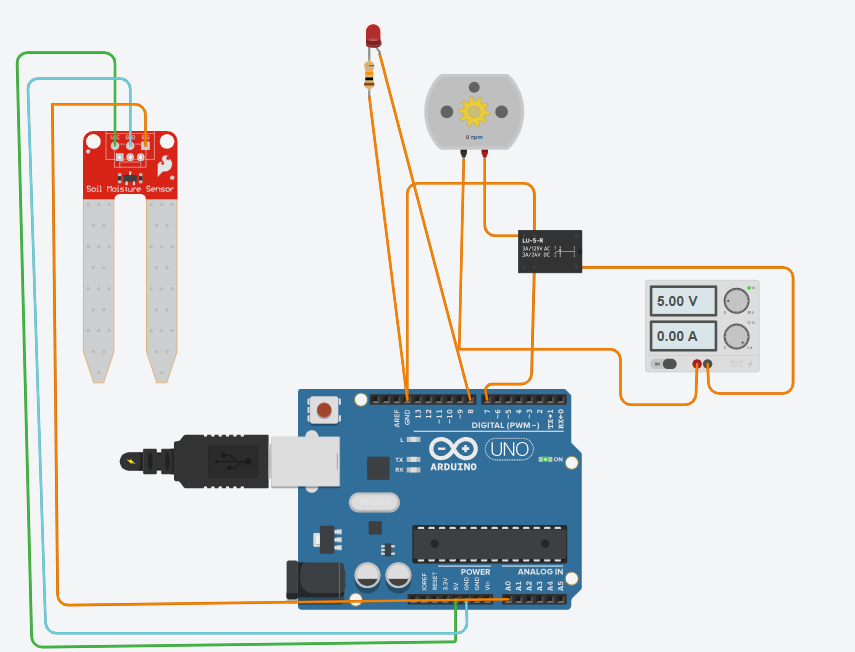 0 rpm
VCC GND SIG
Soil Moisture Sensor
LU-5-R
3A/125V AC
3A/24V DC
5.00 V
0.00 A
AREF
GND
13
12
~11
~10
~9
8
7
~6
~5
4
~3
2
TX→1
RX←0
DIGITAL (PWM~)
L
TX
RX
ARDUINO
UNO
ON
POWER
ANALOG IN
IOREF
RESET
3.3V
5V
GND
GND
Vin
A0
A1
A2
A3
A4
A5